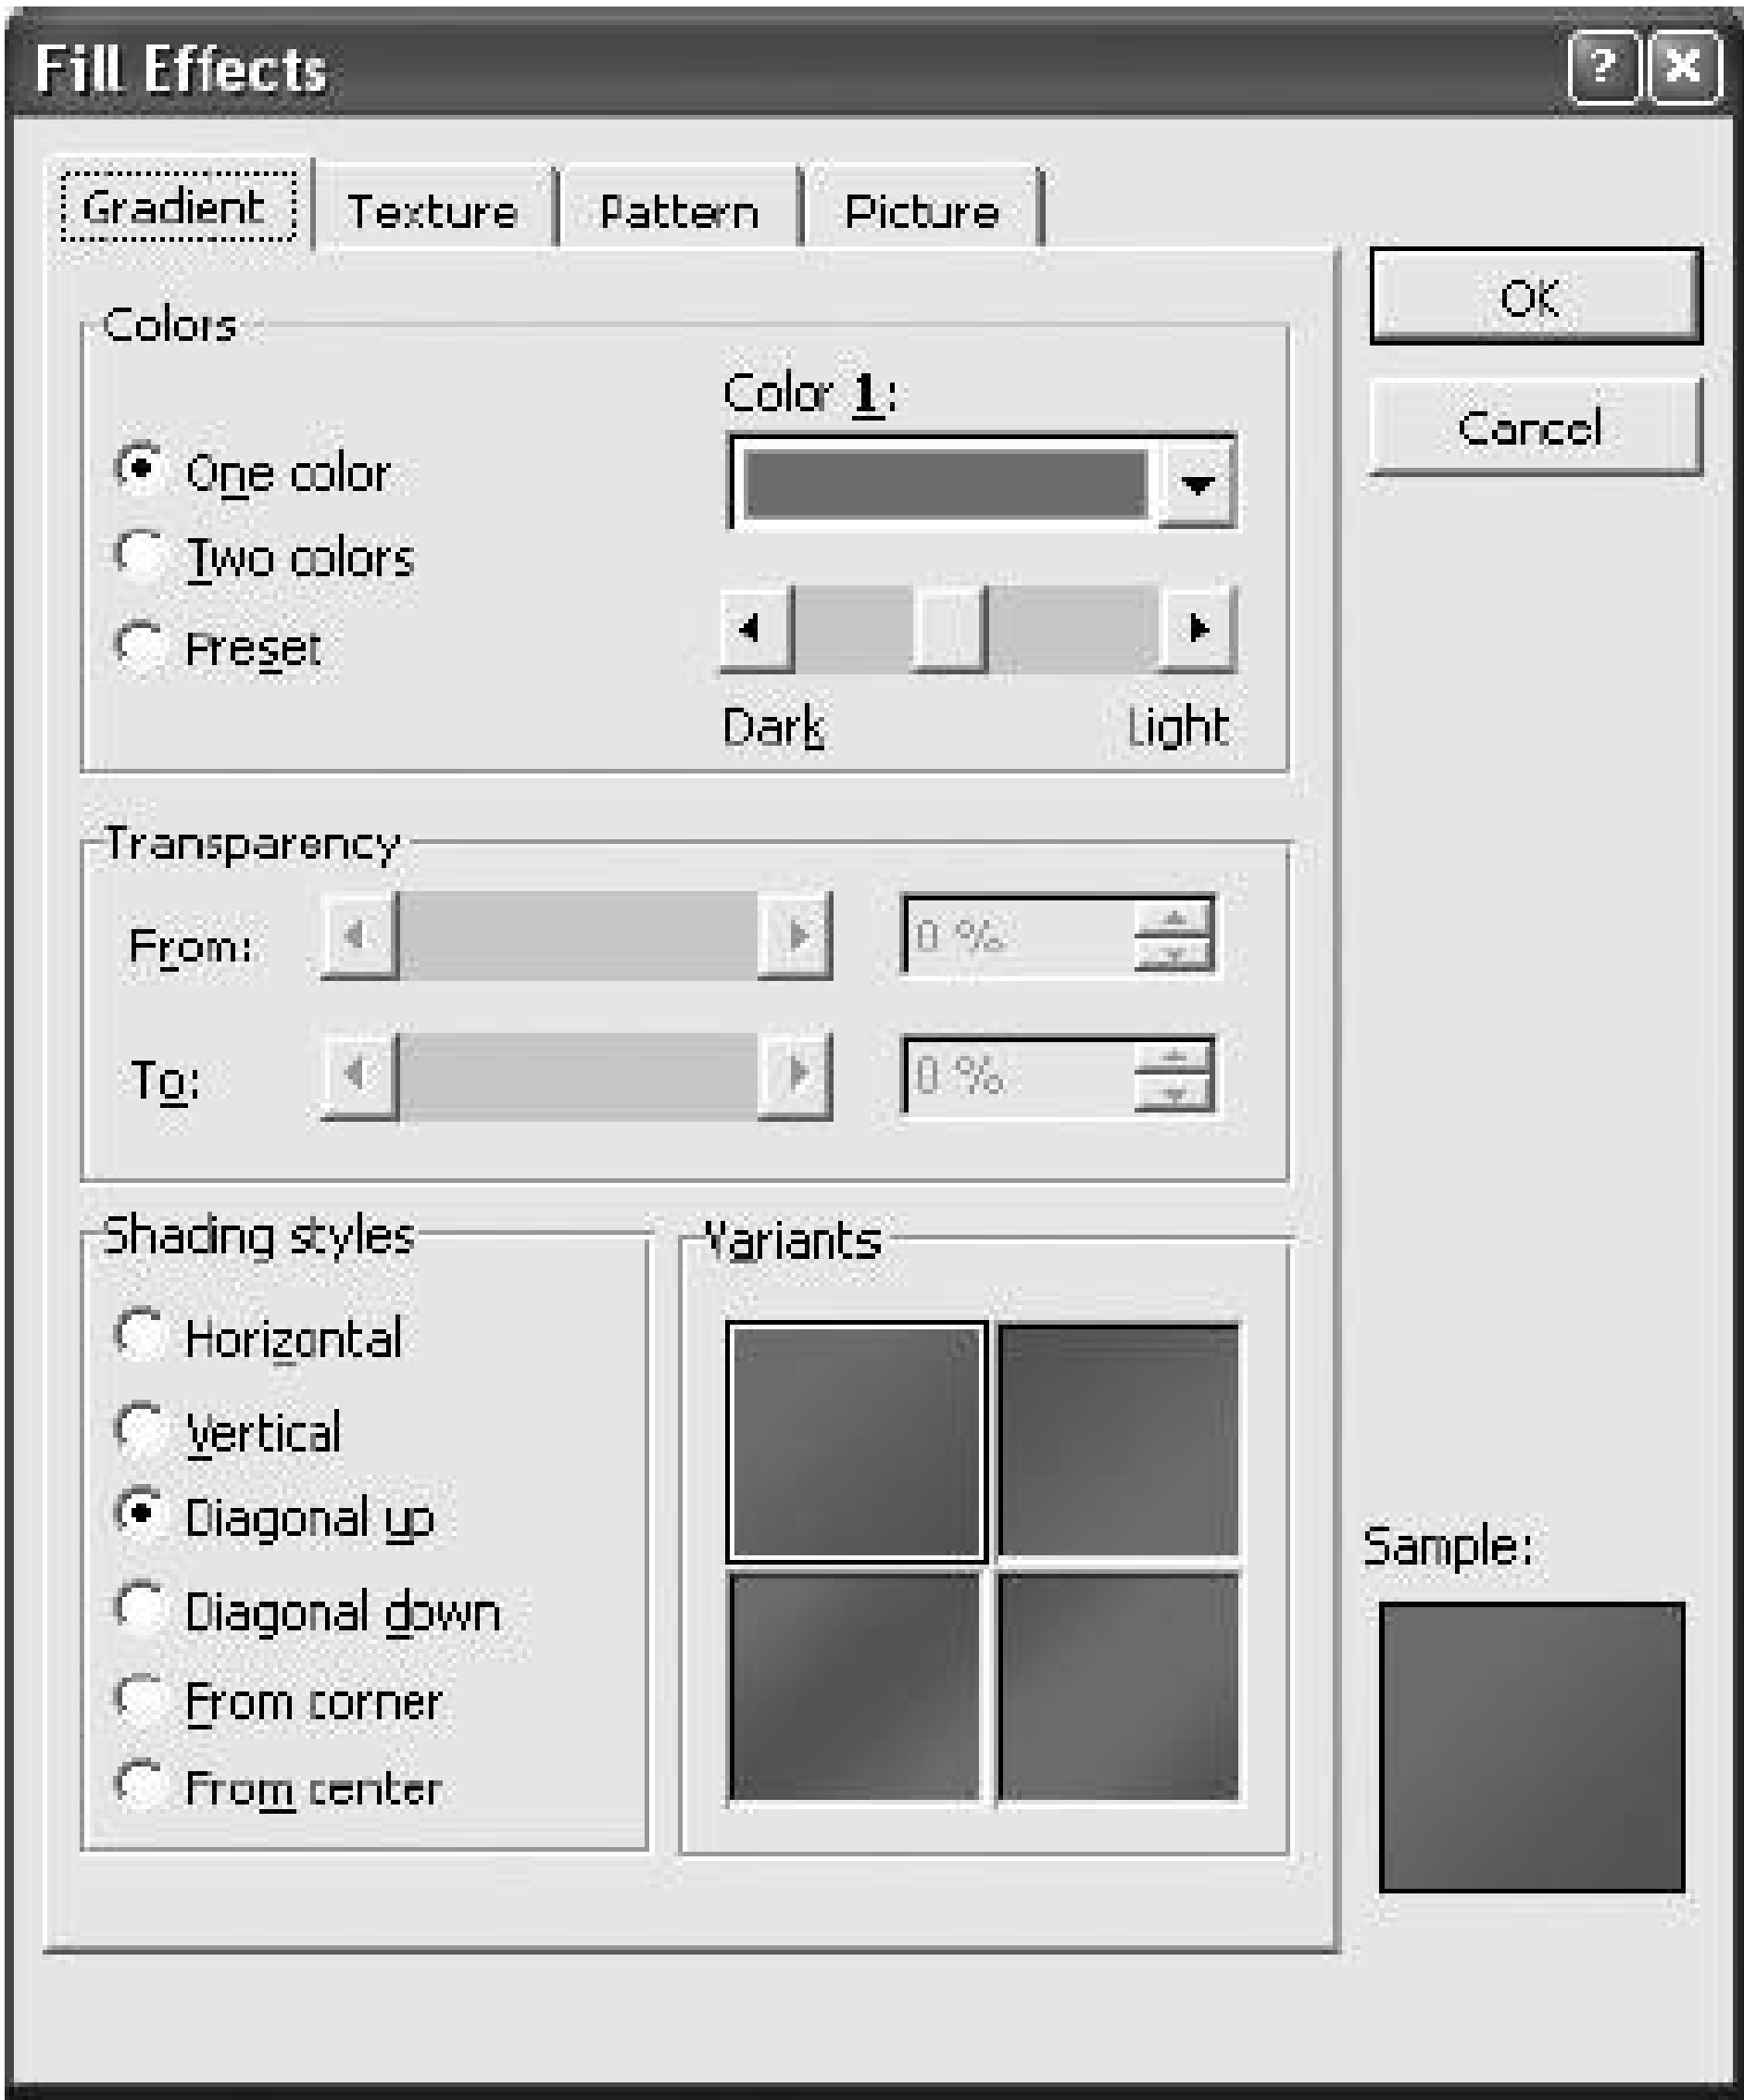 Fill Effects
Gradient
Texture
Pattern
Picture
OK
Cancel
Colors
Color 1:
One color
Two colors
Preset
Dark
Light
Transparency
From:
0 %
To:
0 %
Shading styles
Horizontal
Vertical
Diagonal up
Diagonal down
From corner
From center
Variants
Sample: